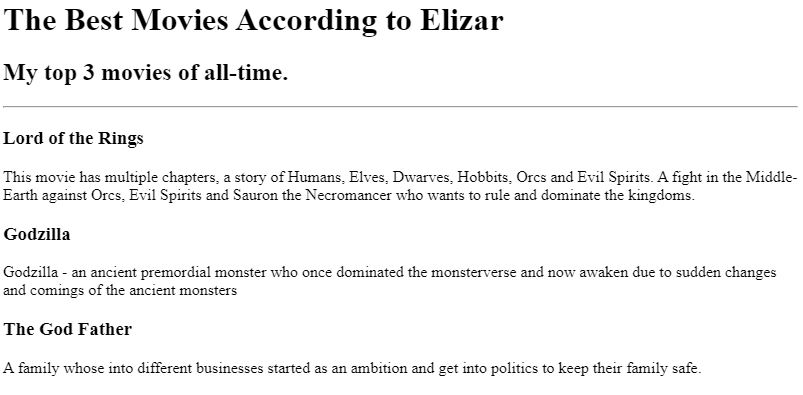 The Best Movies According to Elizar
My top 3 movies of all-time.
Lord of the Rings
This movie has multiple chapters, a story of Humans, Elves, Dwarves, Hobbits, Orcs and Evil Spirits. A fight in the Middle-
Earth against Orcs, Evil Spirits and Sauron the Necromancer who wants to rule and dominate the kingdoms.
Godzilla
Godzilla - an ancient premordial monster who once dominated the monsterverse and now awaken due to sudden changes
and comings of the ancient monsters
The God Father
A family whose into different businesses started as an ambition and get into politics to keep their family safe.